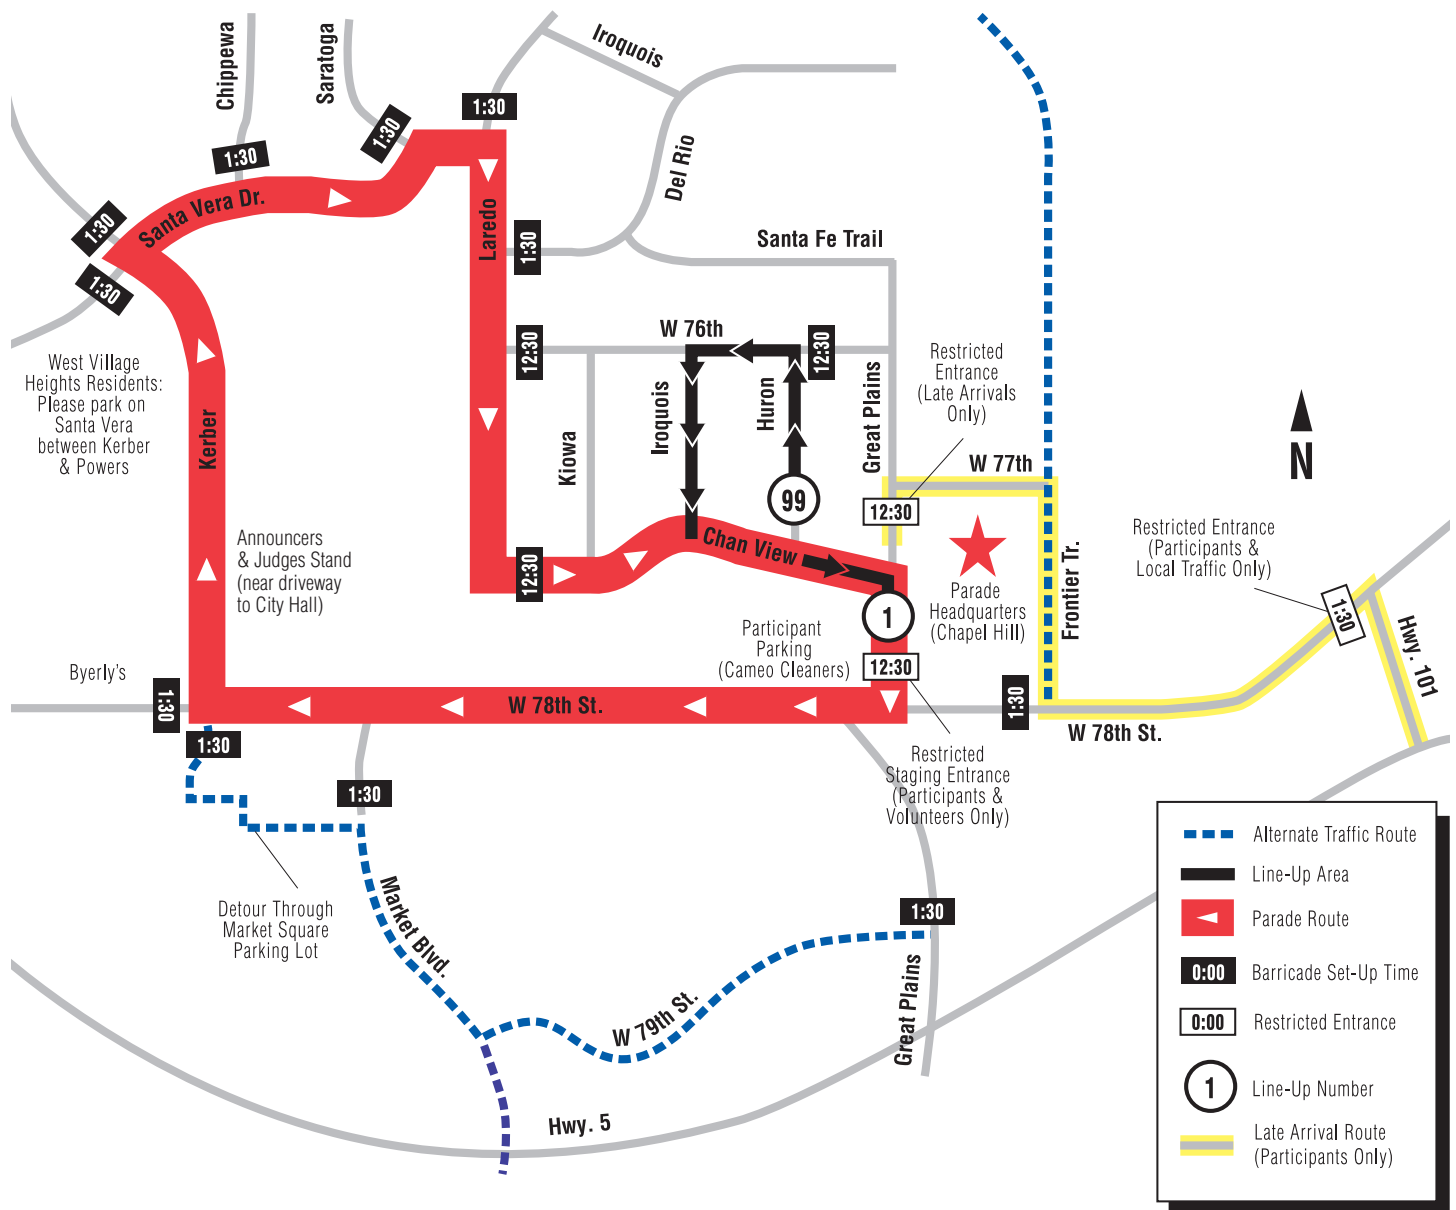 Chippewa
Saratoga
Iroquois
1:30
1:30
1:30
Del Rio
Santa Vera Dr.
1:30
1:30
Laredo
1:30
Santa Fe Trail
W 76th
12:30
12:30
Iroquois
Huron
Kiowa
Great Plains
Restricted
Entrance
(Late Arrivals
Only)
West Village
Heights Residents:
Please park on
Santa Vera
between Kerber
& Powers
Kerber
N
W 77th
99
12:30
Chan View
12:30
Announcers
& Judges Stand
(near driveway
to City Hall)
Restricted Entrance
(Participants &
Local Traffic Only)
Frontier Tr.
Parade
Headquarters
(Chapel Hill)
1
1:30
Hwy. 101
Participant
Parking
(Cameo Cleaners)
12:30
Byerly's
1:30
W 78th St.
1:30
W 78th St.
1:30
1:30
Restricted
Staging Entrance
(Participants &
Volunteers Only)
Detour Through
Market Square
Parking Lot
Market Blvd.
1:30
W 79th St.
Great Plains
Hwy. 5
Alternate Traffic Route
Line-Up Area
Parade Route
0:00 Barricade Set-Up Time
0:00 Restricted Entrance
1 Line-Up Number
Late Arrival Route
(Participants Only)